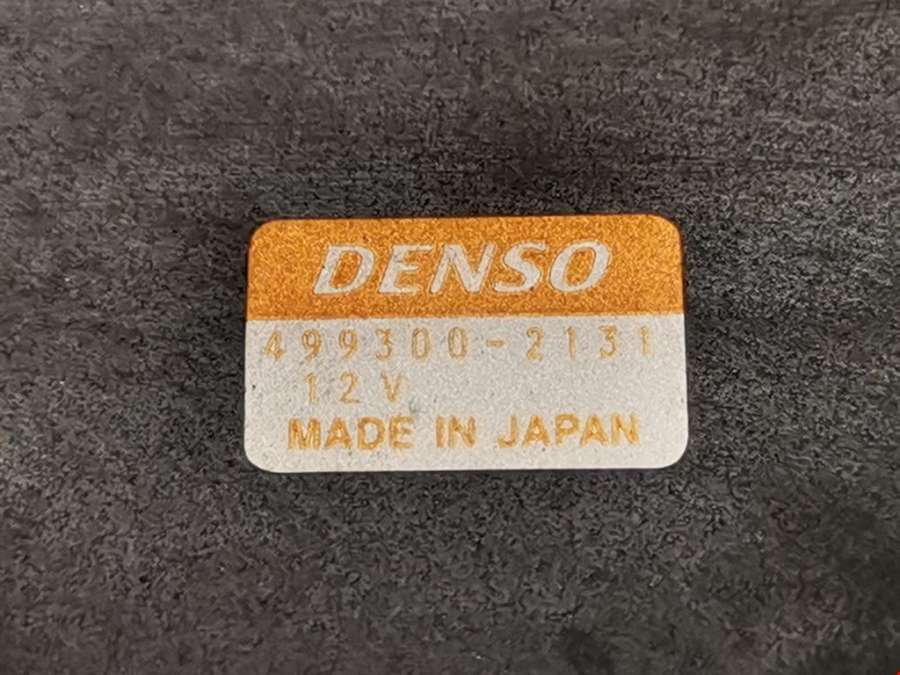 DENSO
499300-2131
12V
MADE IN JAPAN